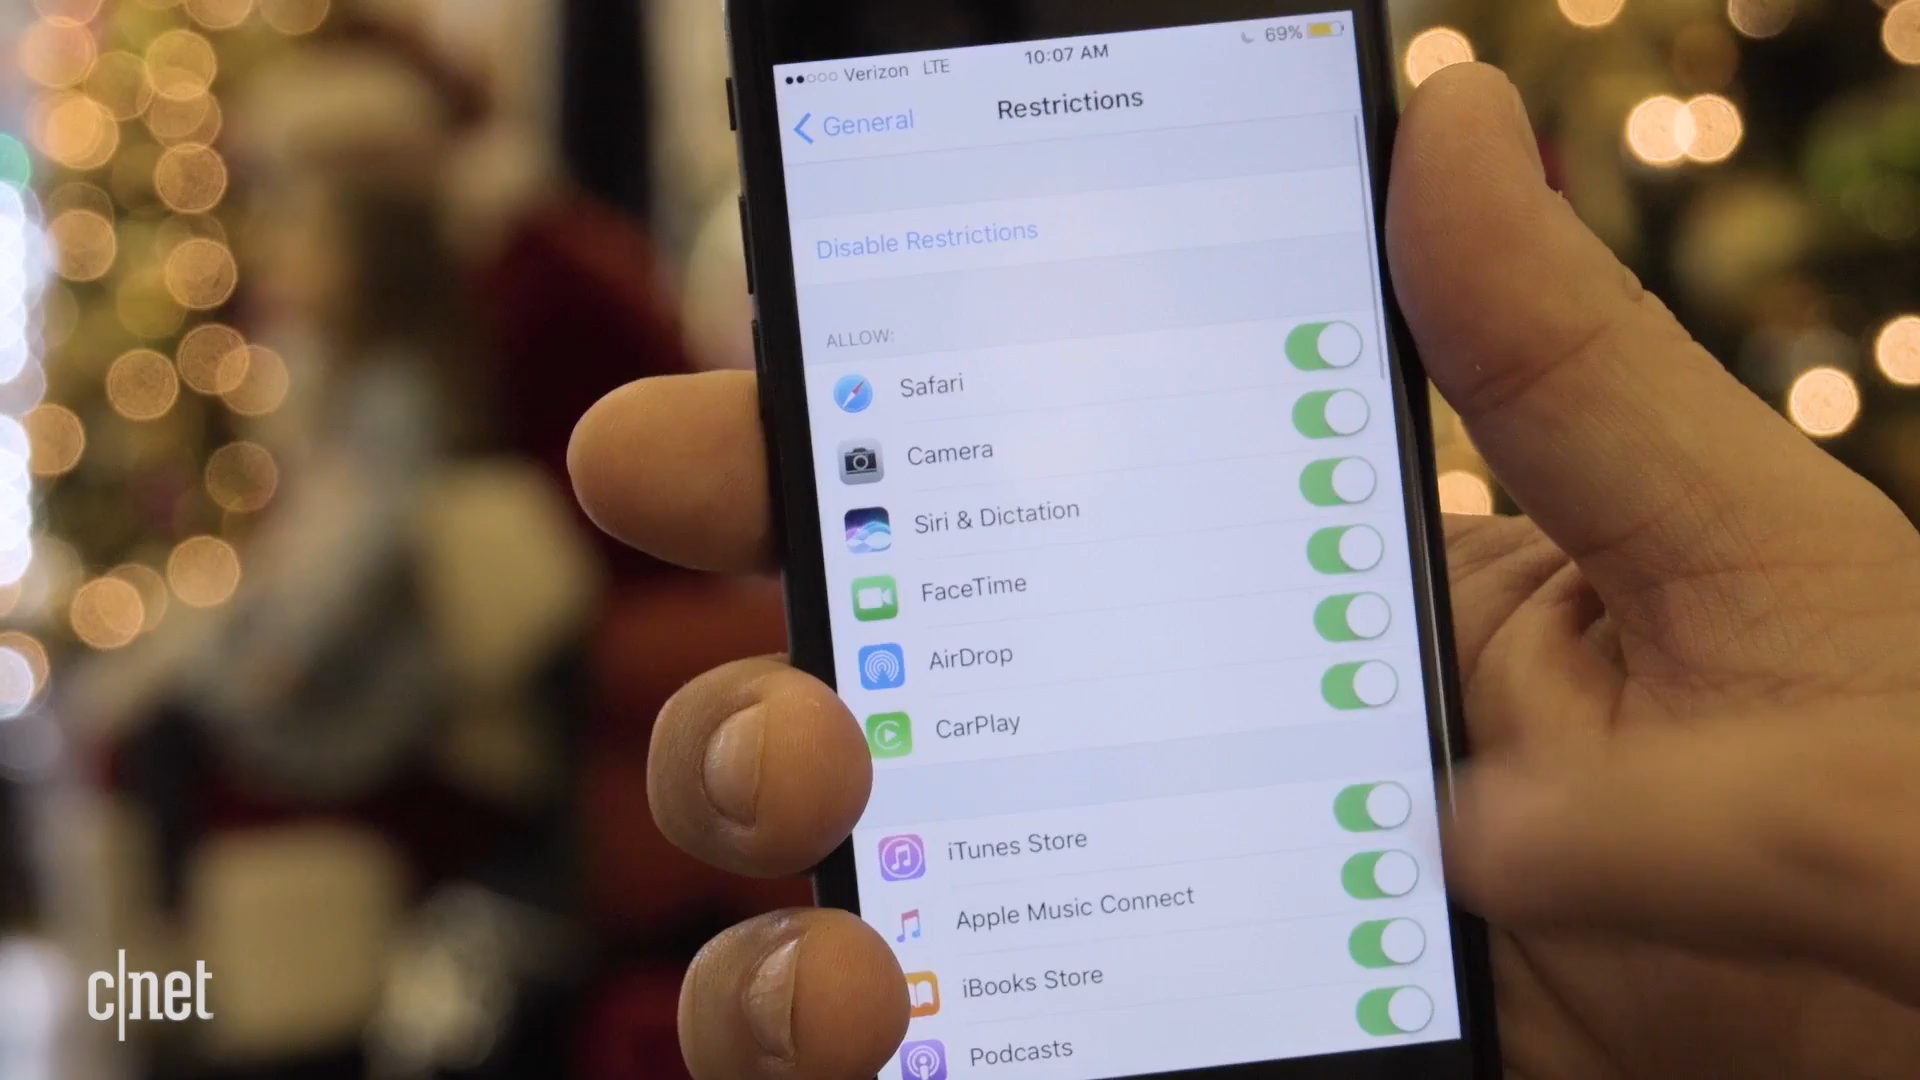 Verizon LTE 10:07 AM 69%
General Restrictions
Disable Restrictions
ALLOW:
Safari
Camera
Siri & Dictation
FaceTime
AirDrop
CarPlay
iTunes Store
Apple Music Connect
iBooks Store
Podcasts
c|net